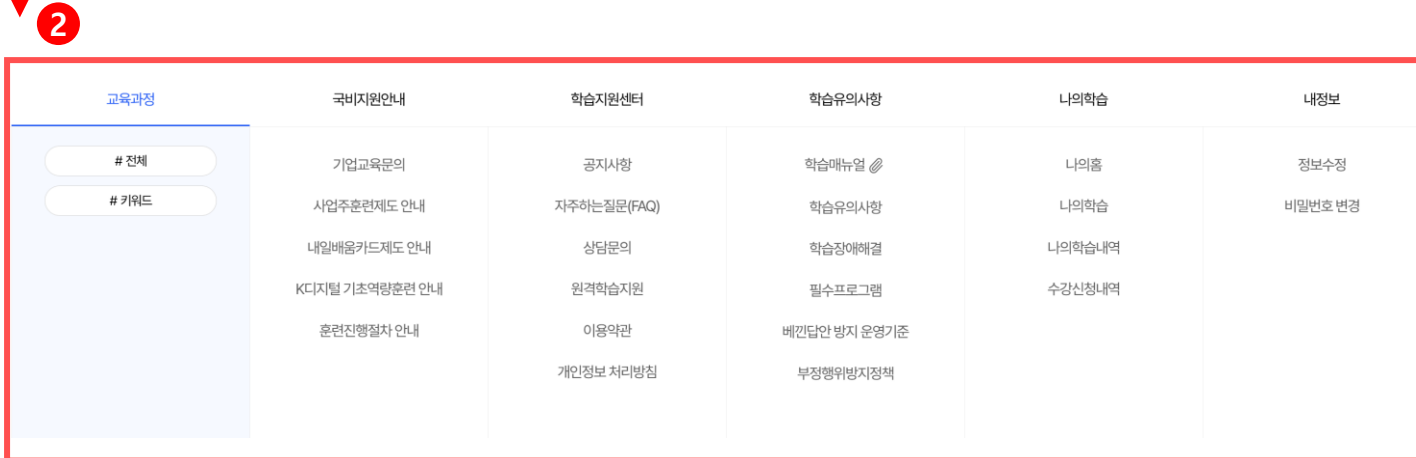 2
교육과정 국비지원안내 학습지원센터 학습유의사항 나의학습 내정보
# 전체 기업교육문의 공지사항 학습매뉴얼 나의홈 정보수정
# 키워드 사업주훈련제도 안내 자주하는질문(FAQ) 학습유의사항 나의학습 비밀번호 변경
내일배움카드제도 안내 상담문의 학습장애해결 나의학습내역
K디지털 기초역량훈련 안내 원격학습지원 필수프로그램 수강신청내역
훈련진행절차 안내 이용약관 베낀답안 방지 운영기준
개인정보 처리방침 부정행위방지정책